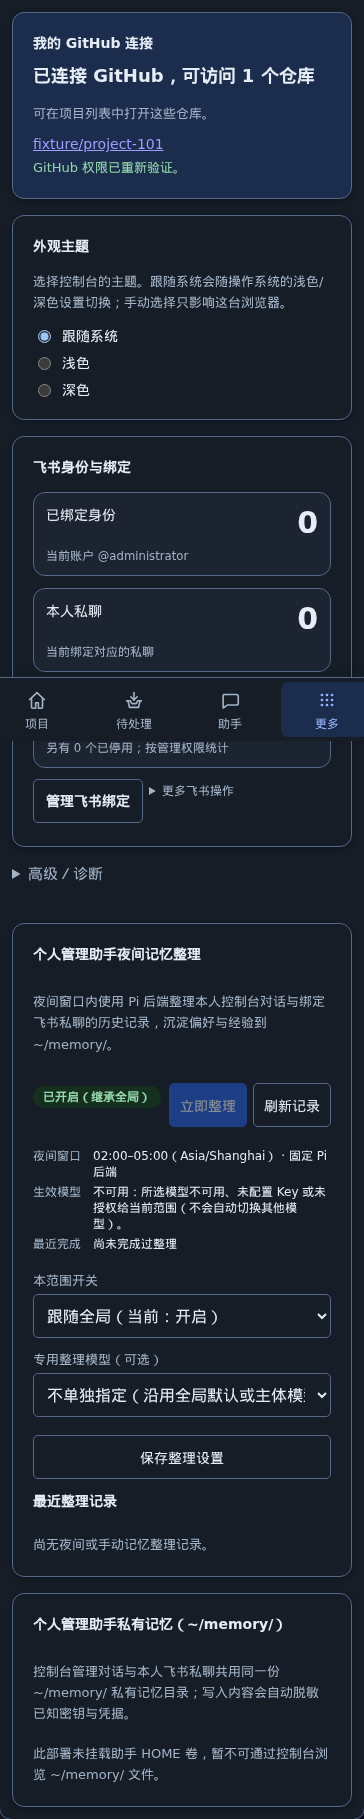 我的 GitHub 连接
已连接 GitHub，可访问 1 个仓库
可在项目列表中打开这些仓库。
fixture/project-101
GitHub 权限已重新验证。
外观主题
选择控制台的主题。跟随系统会随操作系统的浅色/
深色设置切换；手动选择只影响这台浏览器。
跟随系统
浅色
深色
飞书身份与绑定
已绑定身份 0
当前账户 @administrator
本人私聊 0
当前绑定对应的私聊
项目 待处理 助手 更多
另有 0 个已停用；按管理权限统计
管理飞书绑定 ▶ 更多飞书操作
▶ 高级 / 诊断
个人管理助手夜间记忆整理
夜间窗口内使用 Pi 后端整理本人控制台对话与绑定
飞书私聊的历史记录，沉淀偏好与经验到
~/memory/。
已开启（继承全局） 立即整理 刷新记录
夜间窗口 02:00–05:00（Asia/Shanghai） · 固定 Pi
后端
生效模型 不可用：所选模型不可用、未配置 Key 或未
授权给当前范围（不会自动切换其他模
型）。
最近完成 尚未完成过整理
本范围开关
跟随全局（当前：开启）
专用整理模型（可选）
不单独指定（沿用全局默认或主体模
保存整理设置
最近整理记录
尚无夜间或手动记忆整理记录。
个人管理助手私有记忆（~/memory/）
控制台管理对话与本人飞书私聊共用同一份
~/memory/ 私有记忆目录；写入内容会自动脱敏
已知密钥与凭据。
此部署未挂载助手 HOME 卷，暂不可通过控制台浏
览 ~/memory/ 文件。